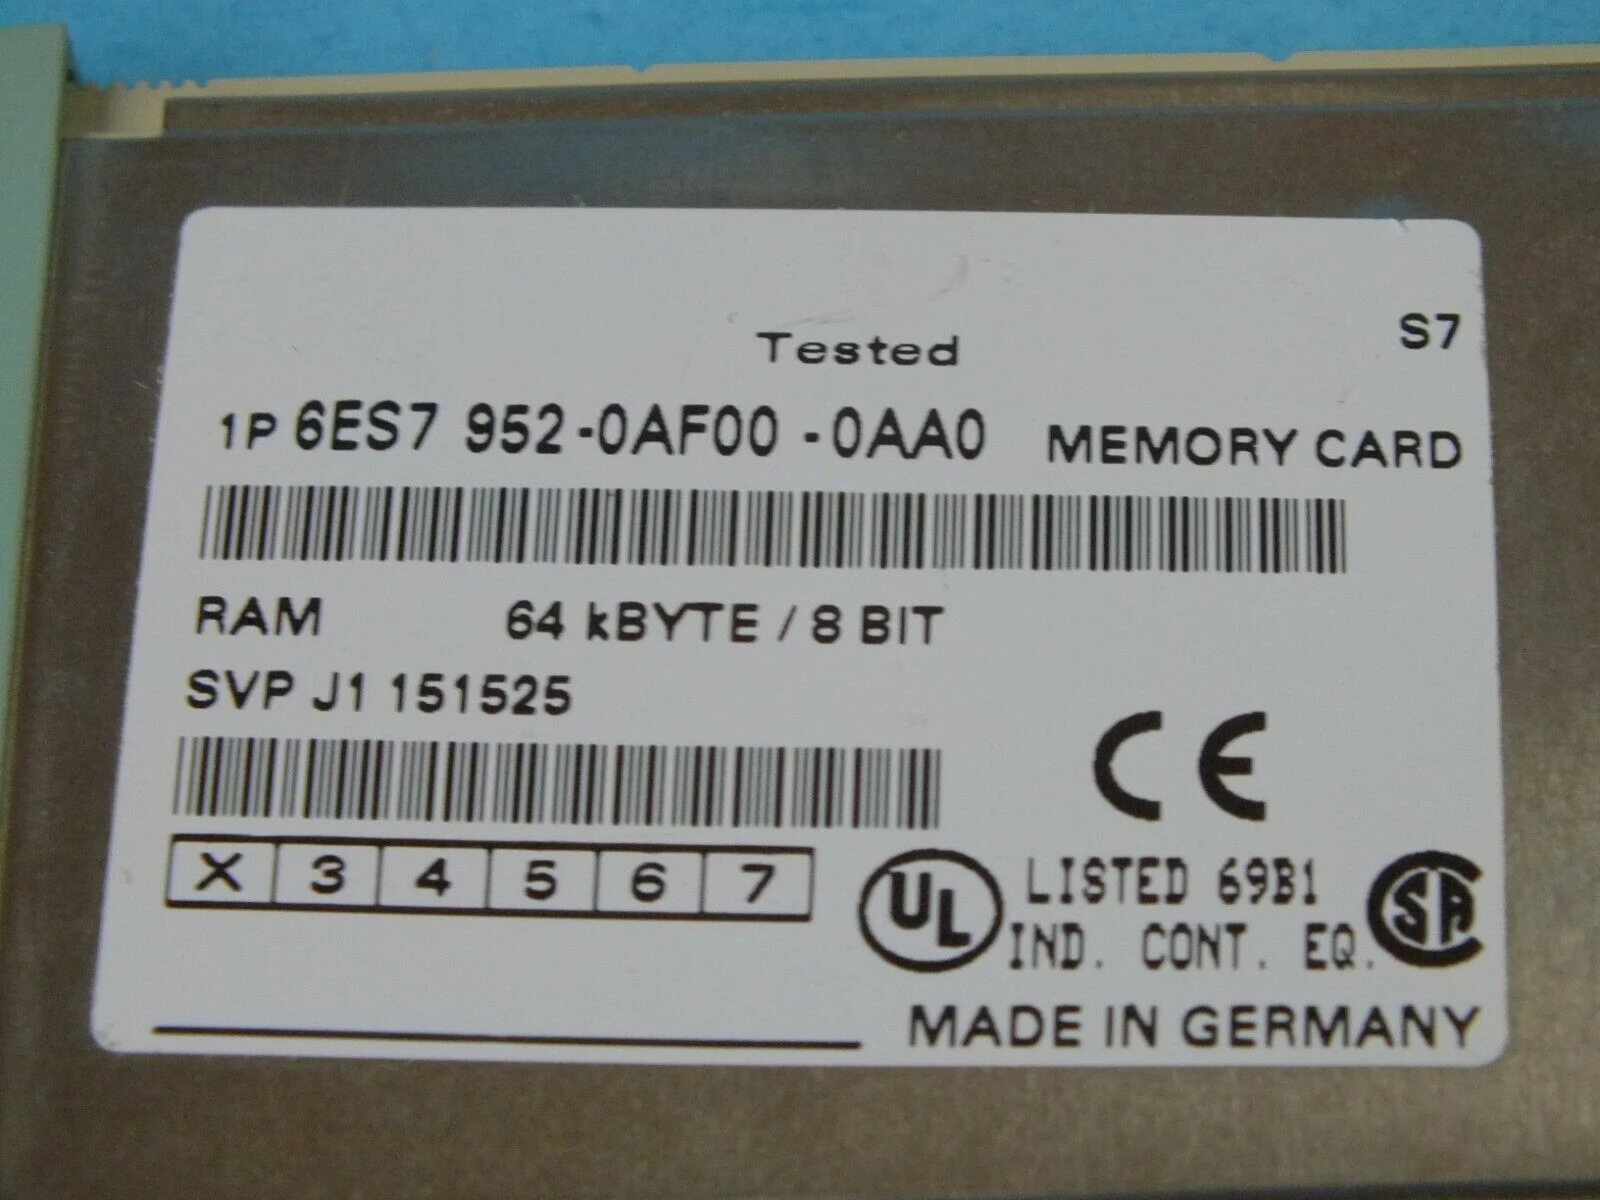 S7
Tested
1P 6ES7 952-0AF00 -0AA0 MEMORY CARD
RAM 64 kBYTE / 8 BIT
SVP J1 151525
CE
X 3 4 5 6 7
UL LISTED 69B1 SA
IND. CONT. EQ.
MADE IN GERMANY